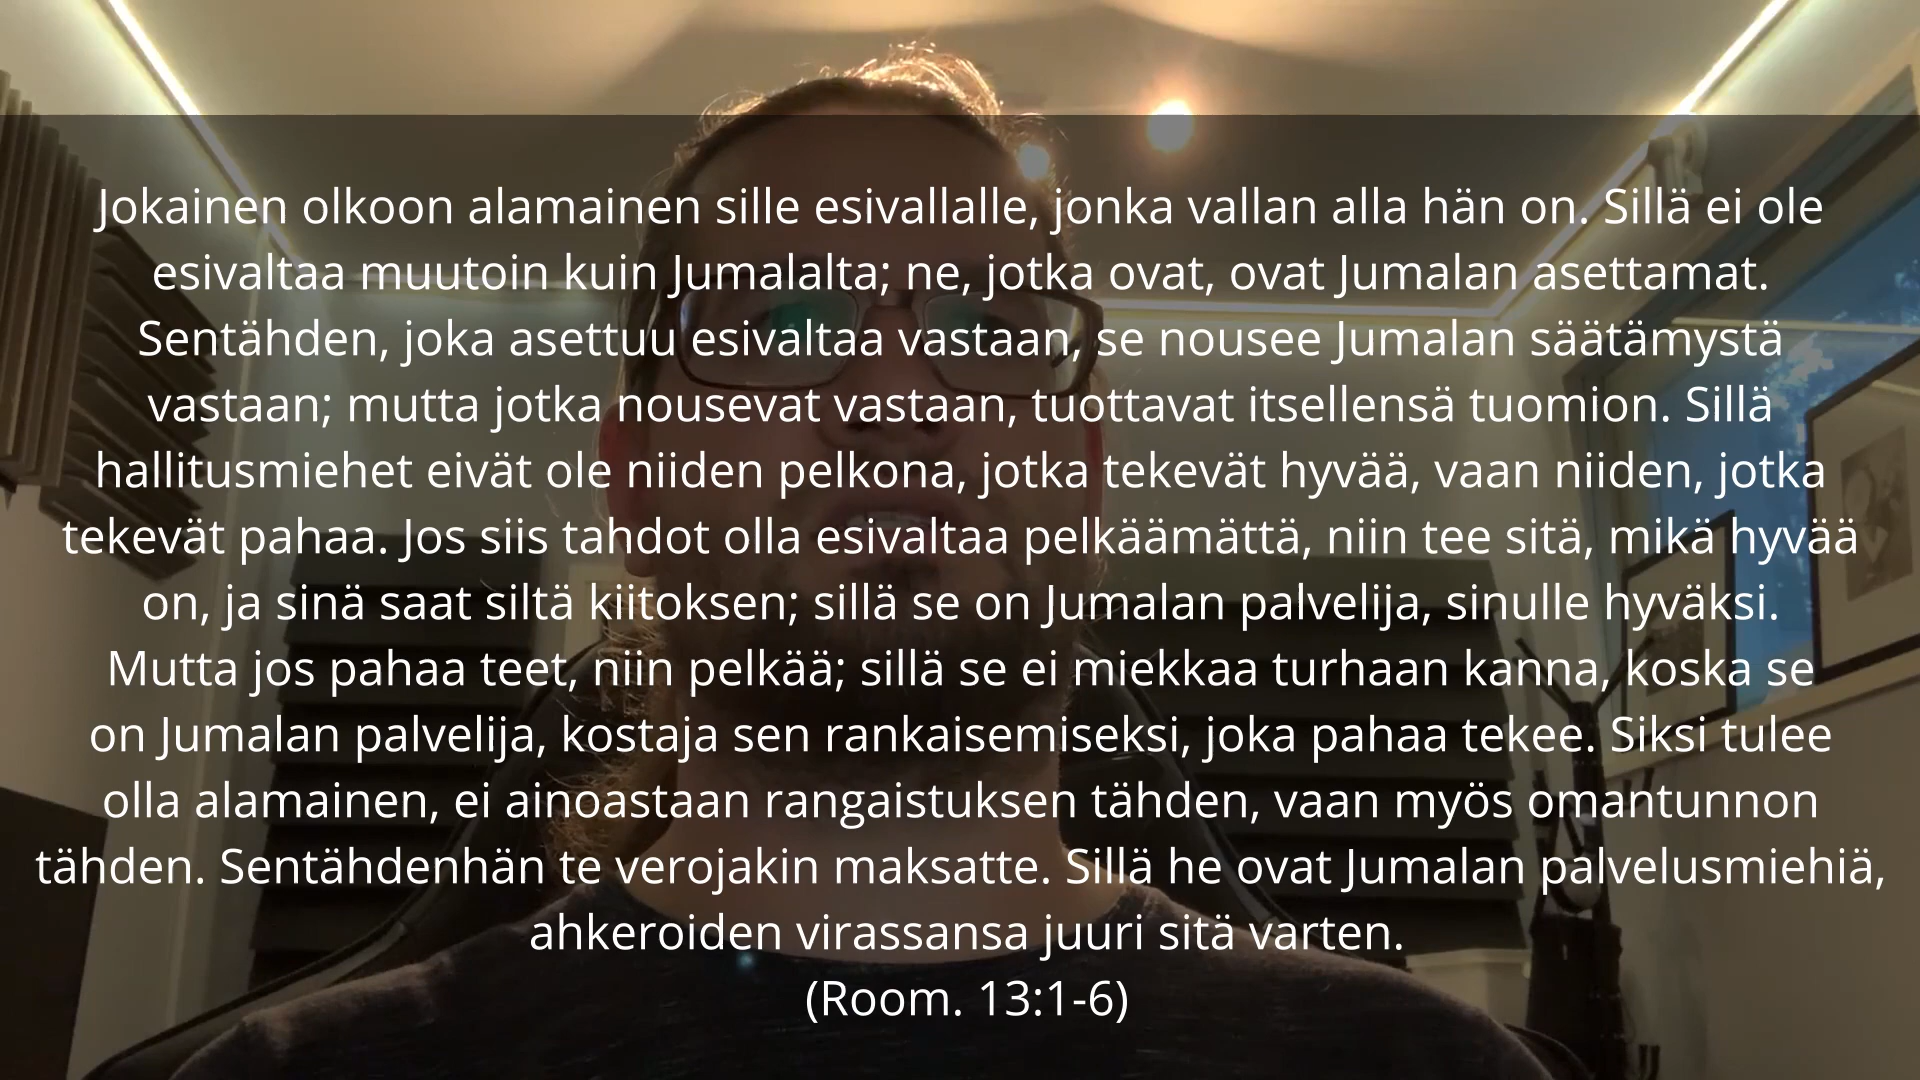 Jokainen olkoon alamainen sille esivallalle, jonka vallan alla hän on. Sillä ei ole
esivaltaa muutoin kuin Jumalalta; ne, jotka ovat, ovat Jumalan asettamat.
Sentähden, joka asettuu esivaltaa vastaan, se nousee Jumalan säätämystä
vastaan; mutta jotka nousevat vastaan, tuottavat itsellensä tuomion. Sillä
hallitusmiehet eivät ole niiden pelkona, jotka tekevät hyvää, vaan niiden, jotka
tekevät pahaa. Jos siis tahdot olla esivaltaa pelkäämättä, niin tee sitä, mikä hyvää
on, ja sinä saat siltä kiitoksen; sillä se on Jumalan palvelija, sinulle hyväksi.
Mutta jos pahaa teet, niin pelkää; sillä se ei miekkaa turhaan kanna, koska se
on Jumalan palvelija, kostaja sen rankaisemiseksi, joka pahaa tekee. Siksi tulee
olla alamainen, ei ainoastaan rangaistuksen tähden, vaan myös omantunnon
tähden. Sentähdenhän te verojakin maksatte. Sillä he ovat Jumalan palvelusmiehiä,
ahkeroiden virassansa juuri sitä varten.
(Room. 13:1-6)